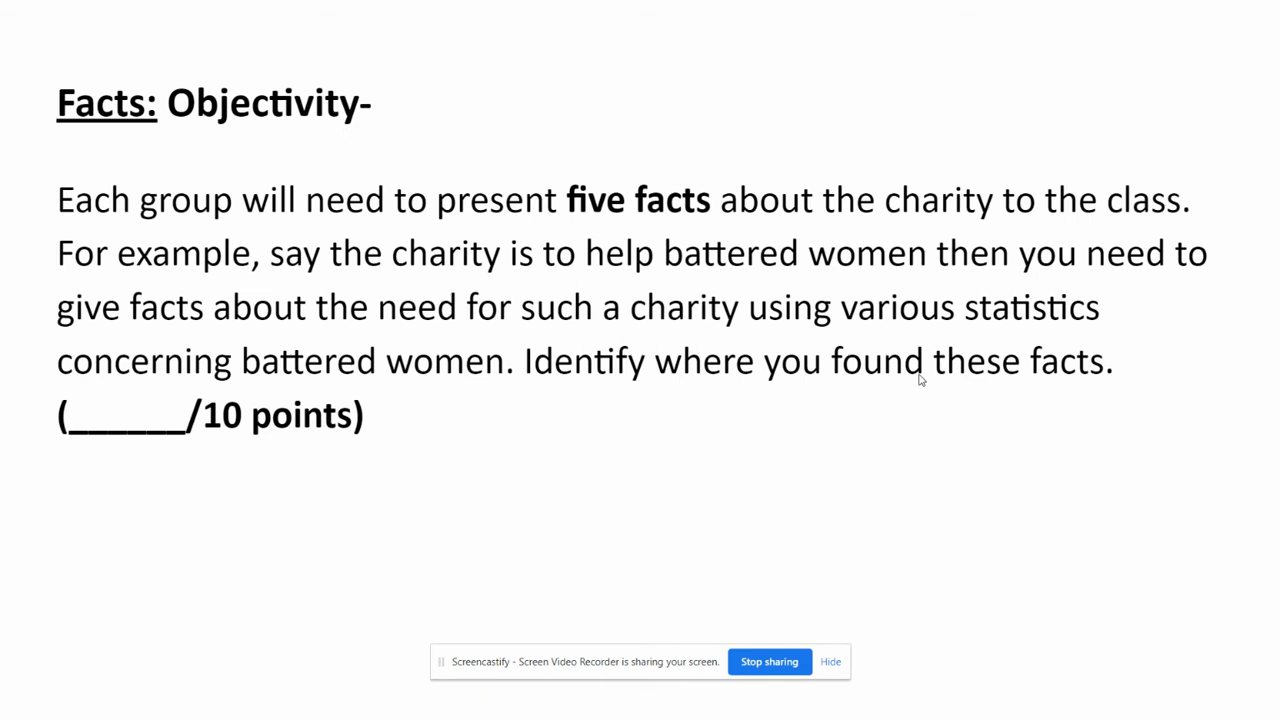 Facts: Objectivity-
Each group will need to present five facts about the charity to the class.
For example, say the charity is to help battered women then you need to
give facts about the need for such a charity using various statistics
concerning battered women. Identify where you found these facts.
(______/10 points)
Screencastify - Screen Video Recorder is sharing your screen. Stop sharing Hide